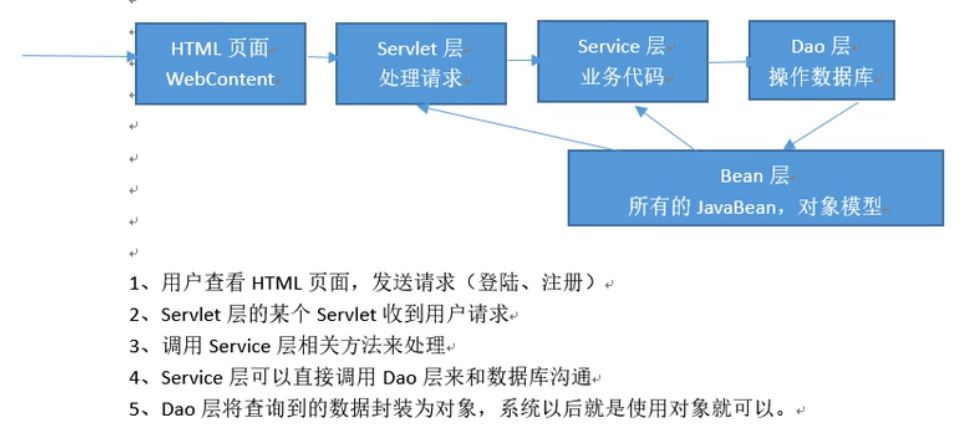 HTML 页面
WebContent
Servlet 层
处理请求
Service 层
业务代码
Dao 层
操作数据库
Bean 层
所有的 JavaBean，对象模型
1、用户查看 HTML 页面，发送请求（登陆、注册）
2、Servlet 层的某个 Servlet 收到用户请求
3、调用 Service 层相关方法来处理
4、Service 层可以直接调用 Dao 层来和数据库沟通
5、Dao 层将查询到的数据封装为对象，系统以后就是使用对象就可以。